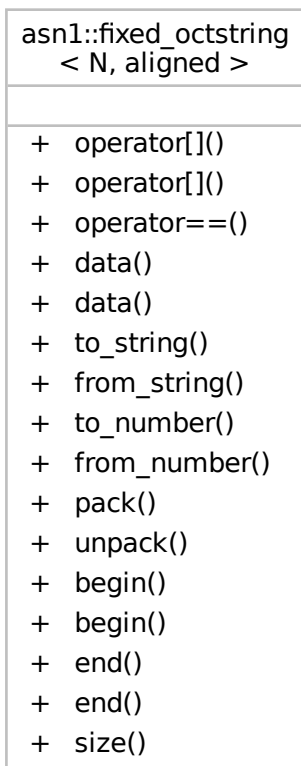 asn1::fixed_octstring
< N, aligned >
+ operator[]()
+ operator[]()
+ operator==()
+ data()
+ data()
+ to_string()
+ from_string()
+ to_number()
+ from_number()
+ pack()
+ unpack()
+ begin()
+ begin()
+ end()
+ end()
+ size()